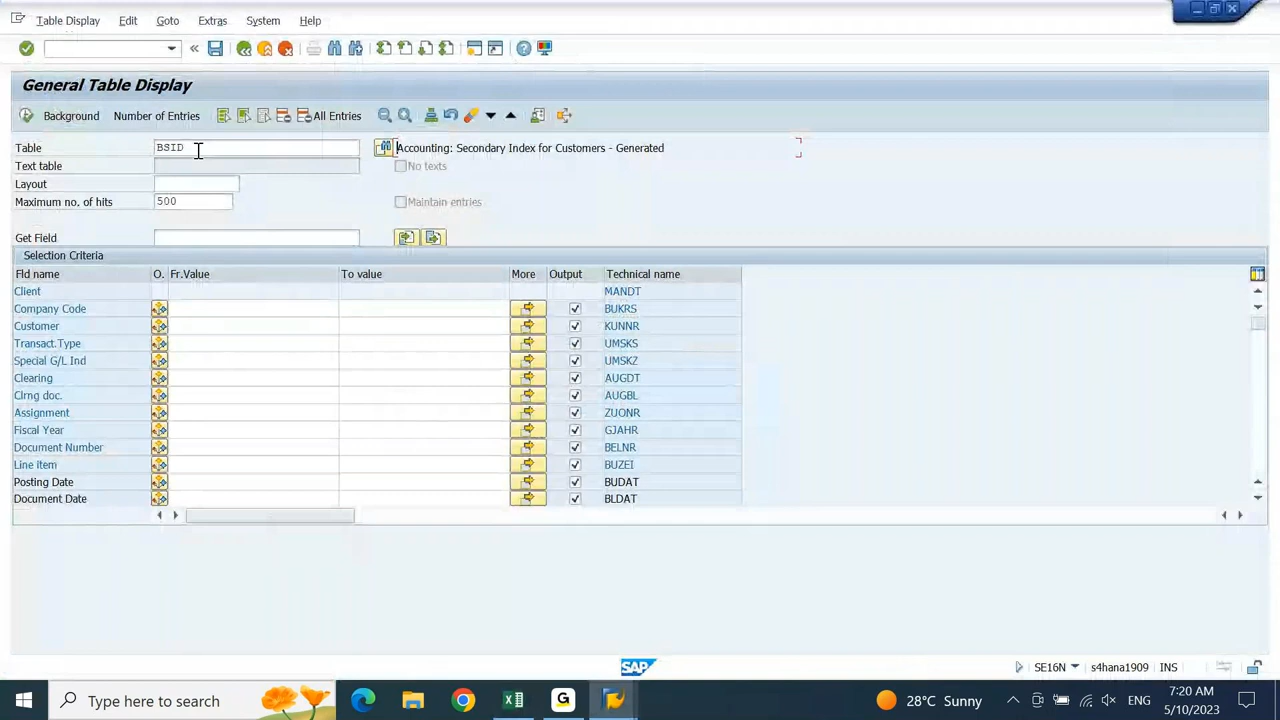 Table Display Edit Goto Extras System Help
General Table Display
Background Number of Entries All Entries
Table BSID Accounting: Secondary Index for Customers - Generated
Text table No texts
Layout
Maximum no. of hits 500 Maintain entries
Get Field
Selection Criteria
Fld name O. Fr.Value To value More Output Technical name
Client MANDT
Company Code BUKRS
Customer KUNNR
Transact.Type UMSKS
Special G/L Ind UMSKZ
Clearing AUGDT
Clrng doc. AUGBL
Assignment ZUONR
Fiscal Year GJAHR
Document Number BELNR
Line item BUZEI
Posting Date BUDAT
Document Date BLDAT
SAP
SE16N s4hana1909 INS
Type here to search 28°C Sunny ENG 7:20 AM
5/10/2023